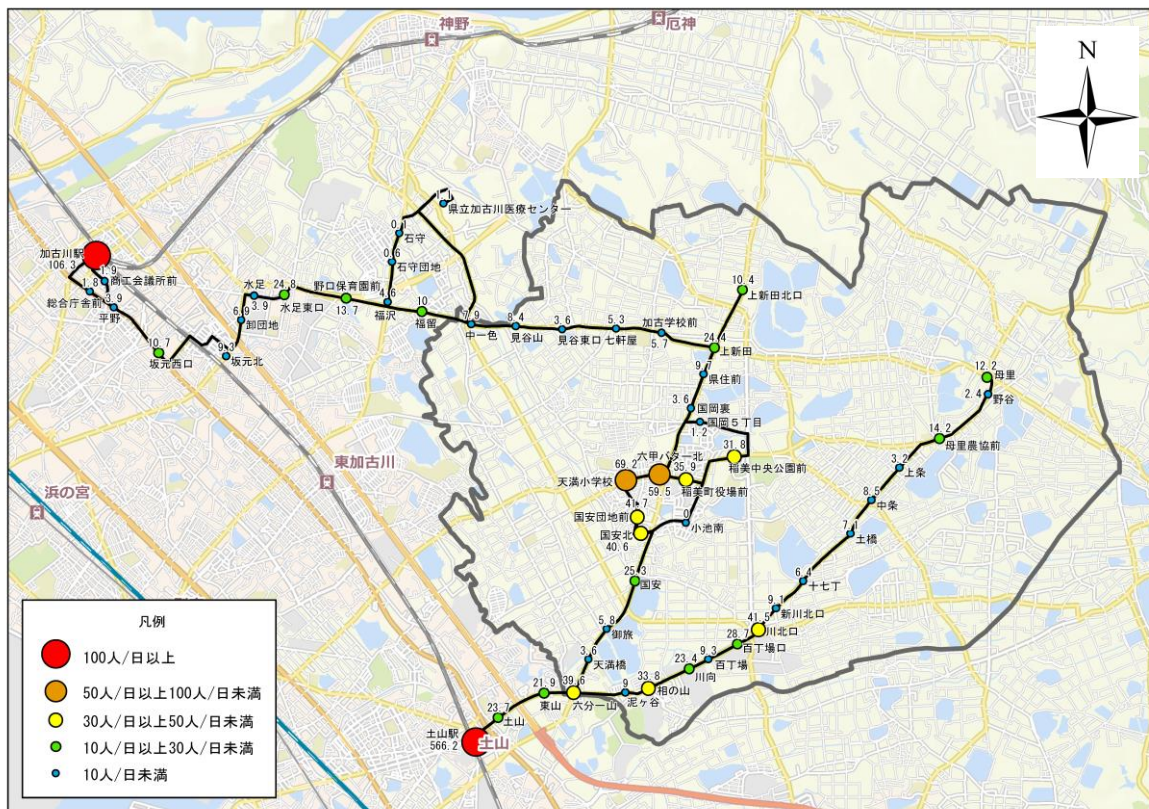 厄神
神野
N
1.1
県立加古川医療センター
0.1
石守
0.6
石守団地
加古川駅
106.3
1.9
商工会議所前
1.8
総合庁舎前
3.9
平野
水足
3.9
24.8
水足東口
野口保育園前
13.7
4.6
福沢
10
福留
7.9
中一色
8.4
見谷山
3.6
見谷東口
5.3
七軒屋
加古学校前
5.7
10.4
上新田北口
24.4
上新田
6.9
卸団地
10.7
坂元西口
9.3
坂元北
9.7
県住前
3.6
国岡裏
国岡5丁目
1.2
12.2
母里
2.4
野谷
14.2
母里農協前
3.2
上条
8.5
中条
7.1
土橋
6.4
十七丁
9.1
新川北口
41.5
川北口
31.8
稲美中央公園前
六甲バター北
59.5
35.9
稲美町役場前
69.2
天満小学校
41.7
国安団地前
国安北
40.6
0
小池南
東加古川
浜の宮
25.3
国安
5.8
御旅
3.6
天満橋
28.7
百丁場口
9.3
百丁場
23.4
川向
33.8
相の山
9
泥ヶ谷
39.6
六分一山
21.9
東山
23.7
土山
土山駅
566.2
土山
凡例
100人/日以上
50人/日以上100人/日未満
30人/日以上50人/日未満
10人/日以上30人/日未満
10人/日未満